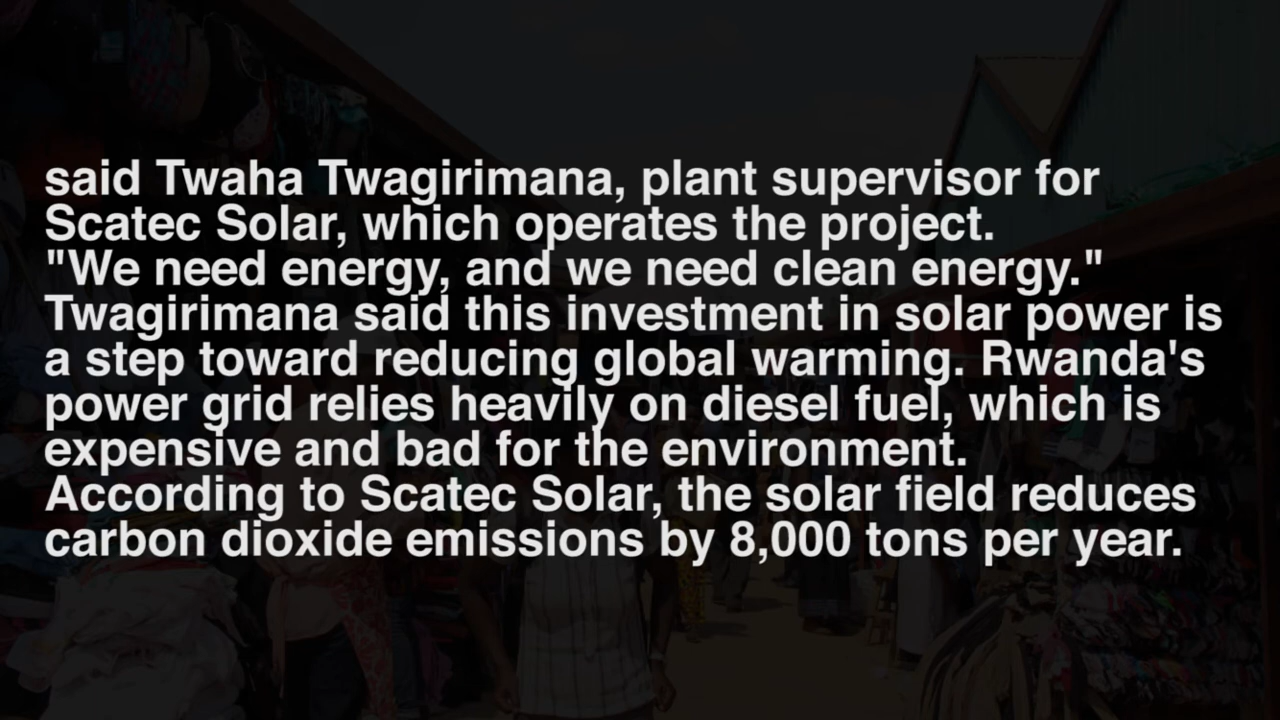 said Twaha Twagirimana, plant supervisor for
Scatec Solar, which operates the project.
"We need energy, and we need clean energy."
Twagirimana said this investment in solar power is
a step toward reducing global warming. Rwanda's
power grid relies heavily on diesel fuel, which is
expensive and bad for the environment.
According to Scatec Solar, the solar field reduces
carbon dioxide emissions by 8,000 tons per year.